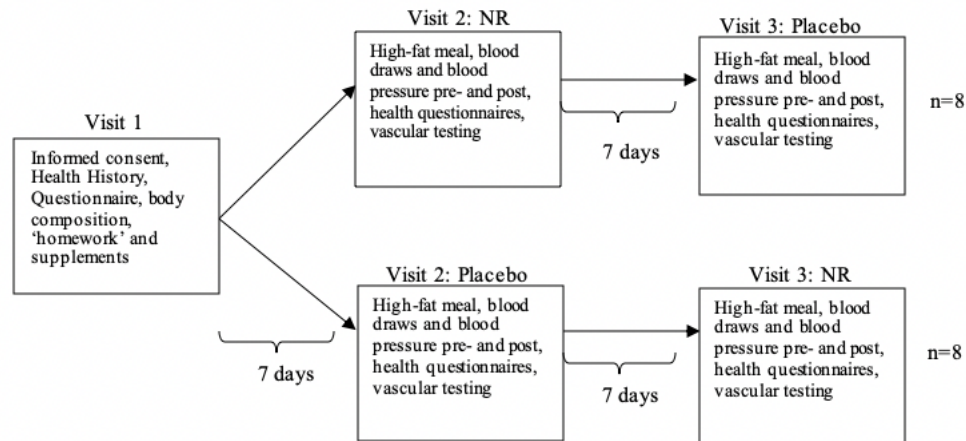 Visit 1
Informed consent,
Health History,
Questionnaire, body
composition,
‘homework’ and
supplements
7 days
Visit 2: NR
High-fat meal, blood
draws and blood
pressure pre- and post,
health questionnaires,
vascular testing
7 days
Visit 3: Placebo
High-fat meal, blood
draws and blood
pressure pre- and post,
health questionnaires,
vascular testing
n=8
Visit 2: Placebo
High-fat meal, blood
draws and blood
pressure pre- and post,
health questionnaires,
vascular testing
7 days
Visit 3: NR
High-fat meal, blood
draws and blood
pressure pre- and post,
health questionnaires,
vascular testing
n=8